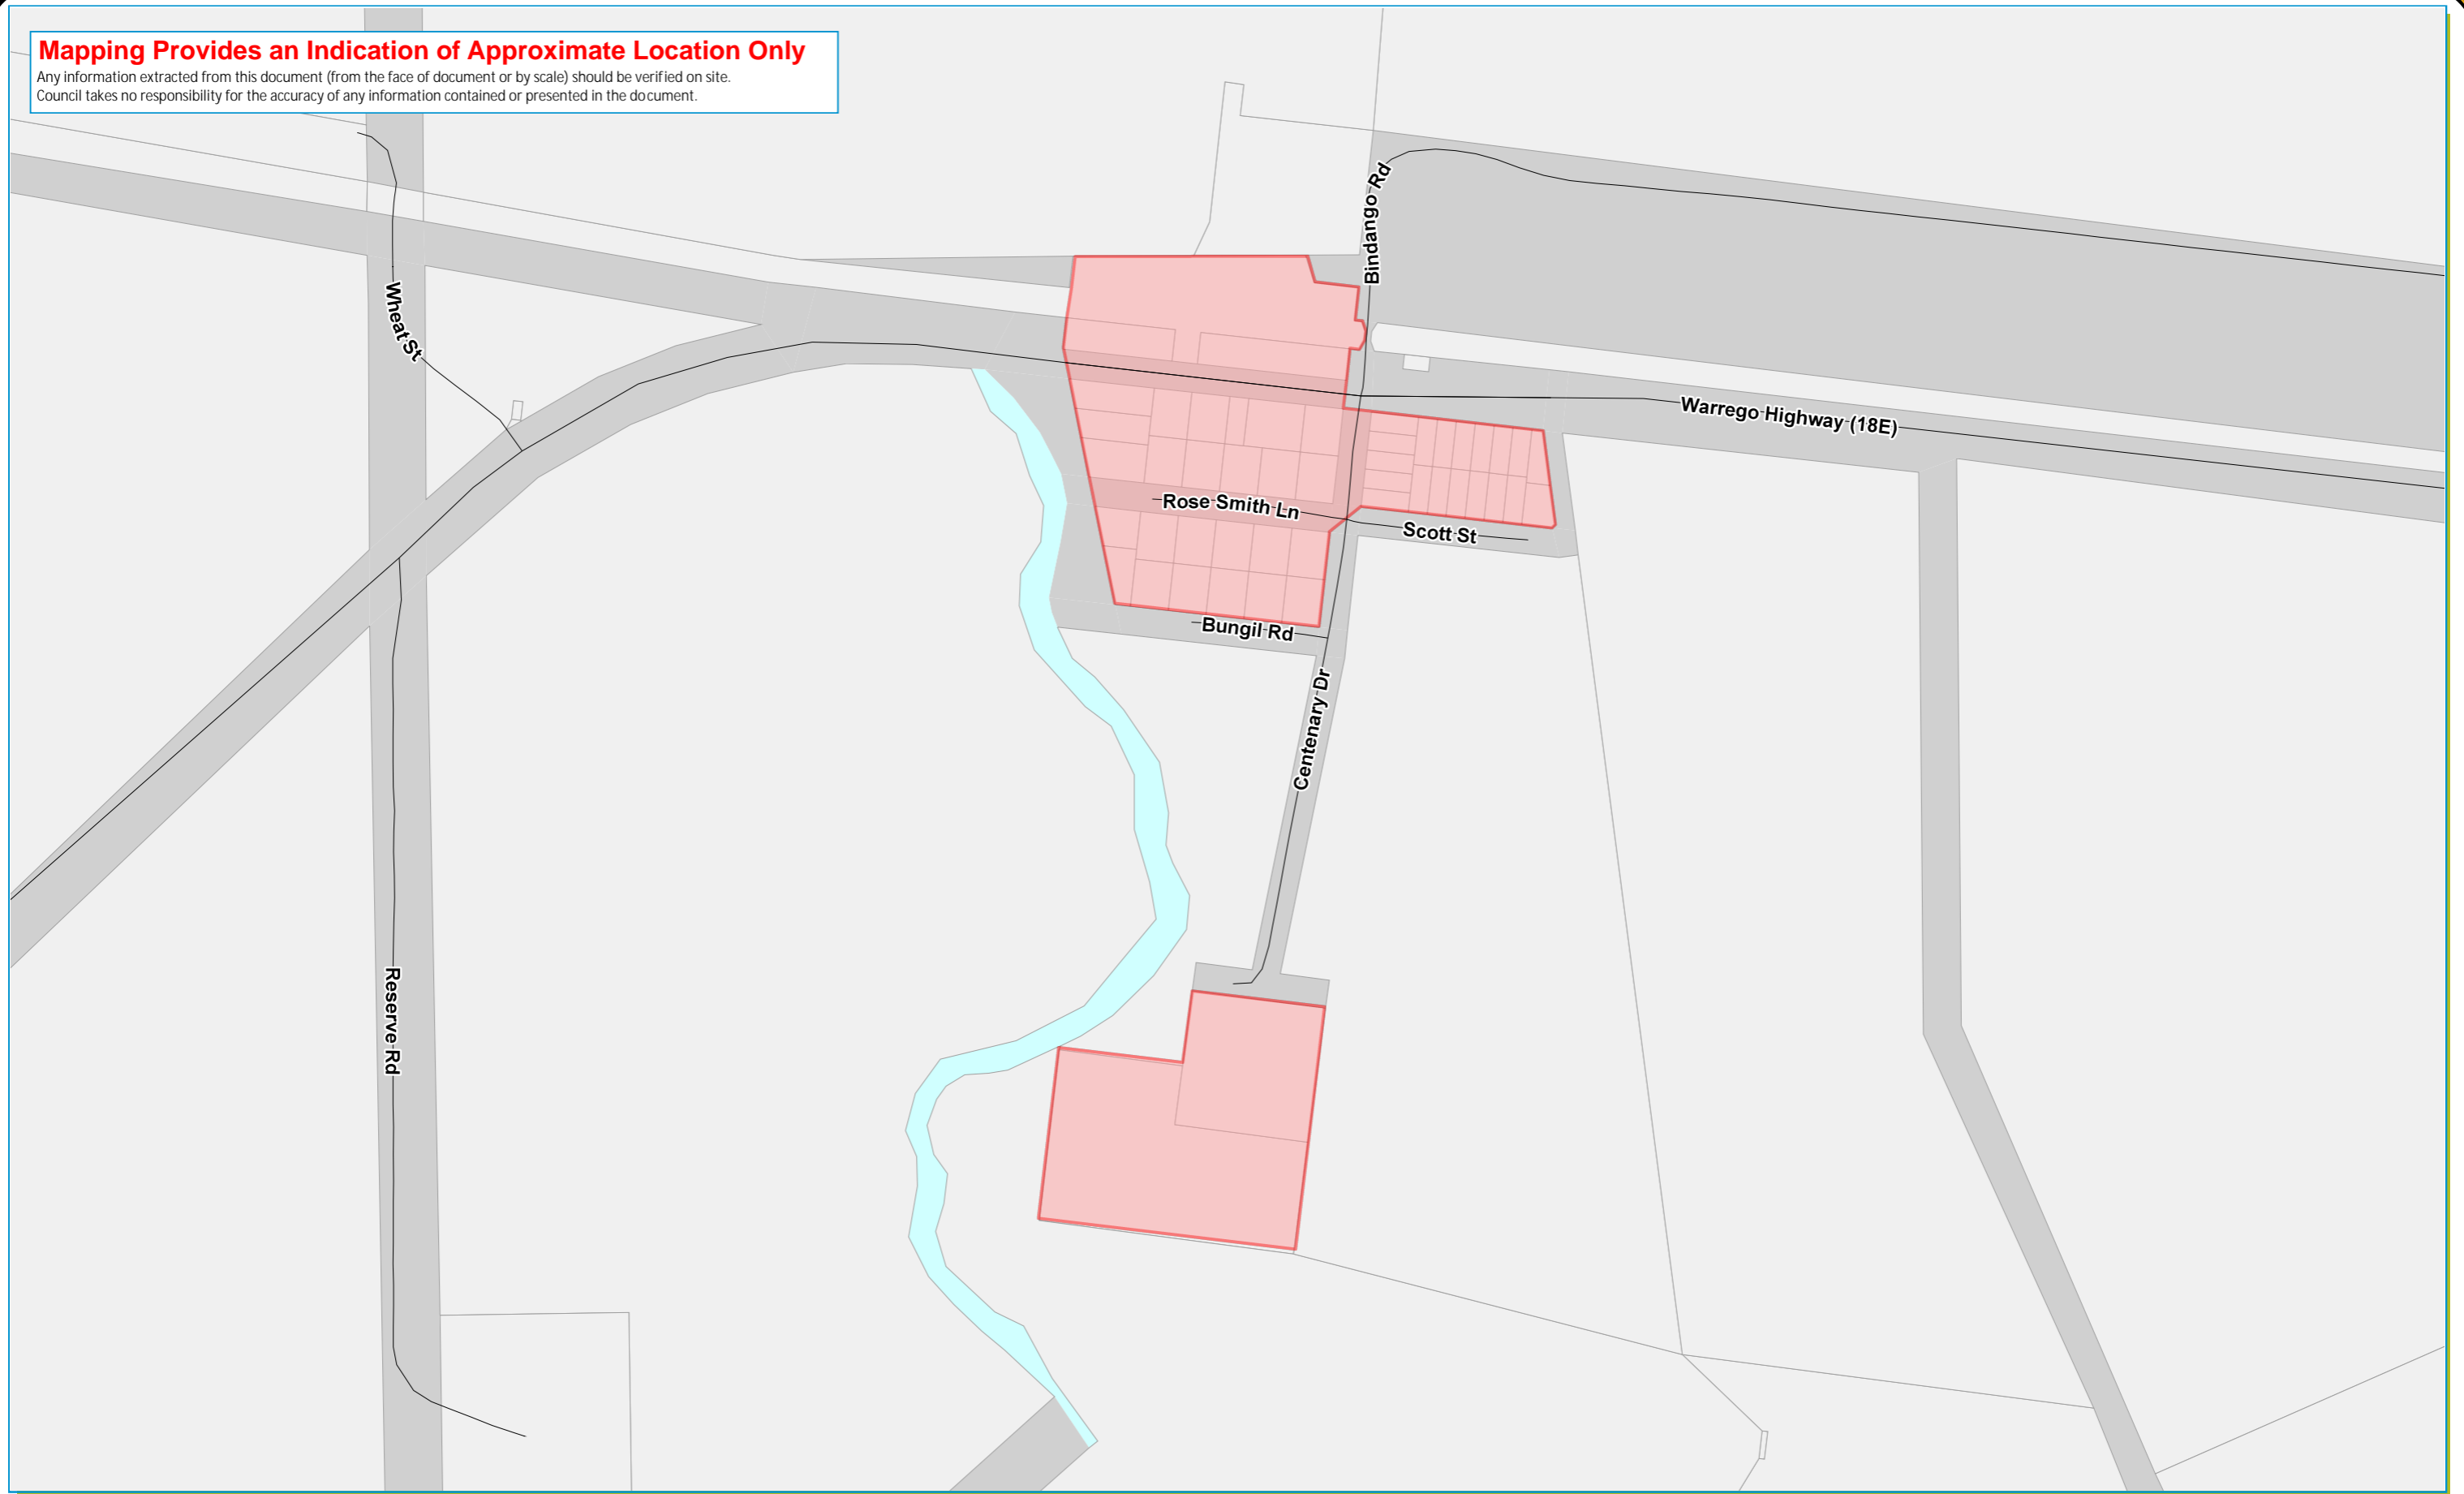 Mapping Provides an Indication of Approximate Location Only
Any information extracted from this document (from the face of document or by scale) should be verified on site.
Council takes no responsibility for the accuracy of any information contained or presented in the document.
Bindango Rd
Wheat St
Warrego Highway (18E)
Rose Smith Ln
Scott St
Bungil Rd
Centenary Dr
Reserve Rd